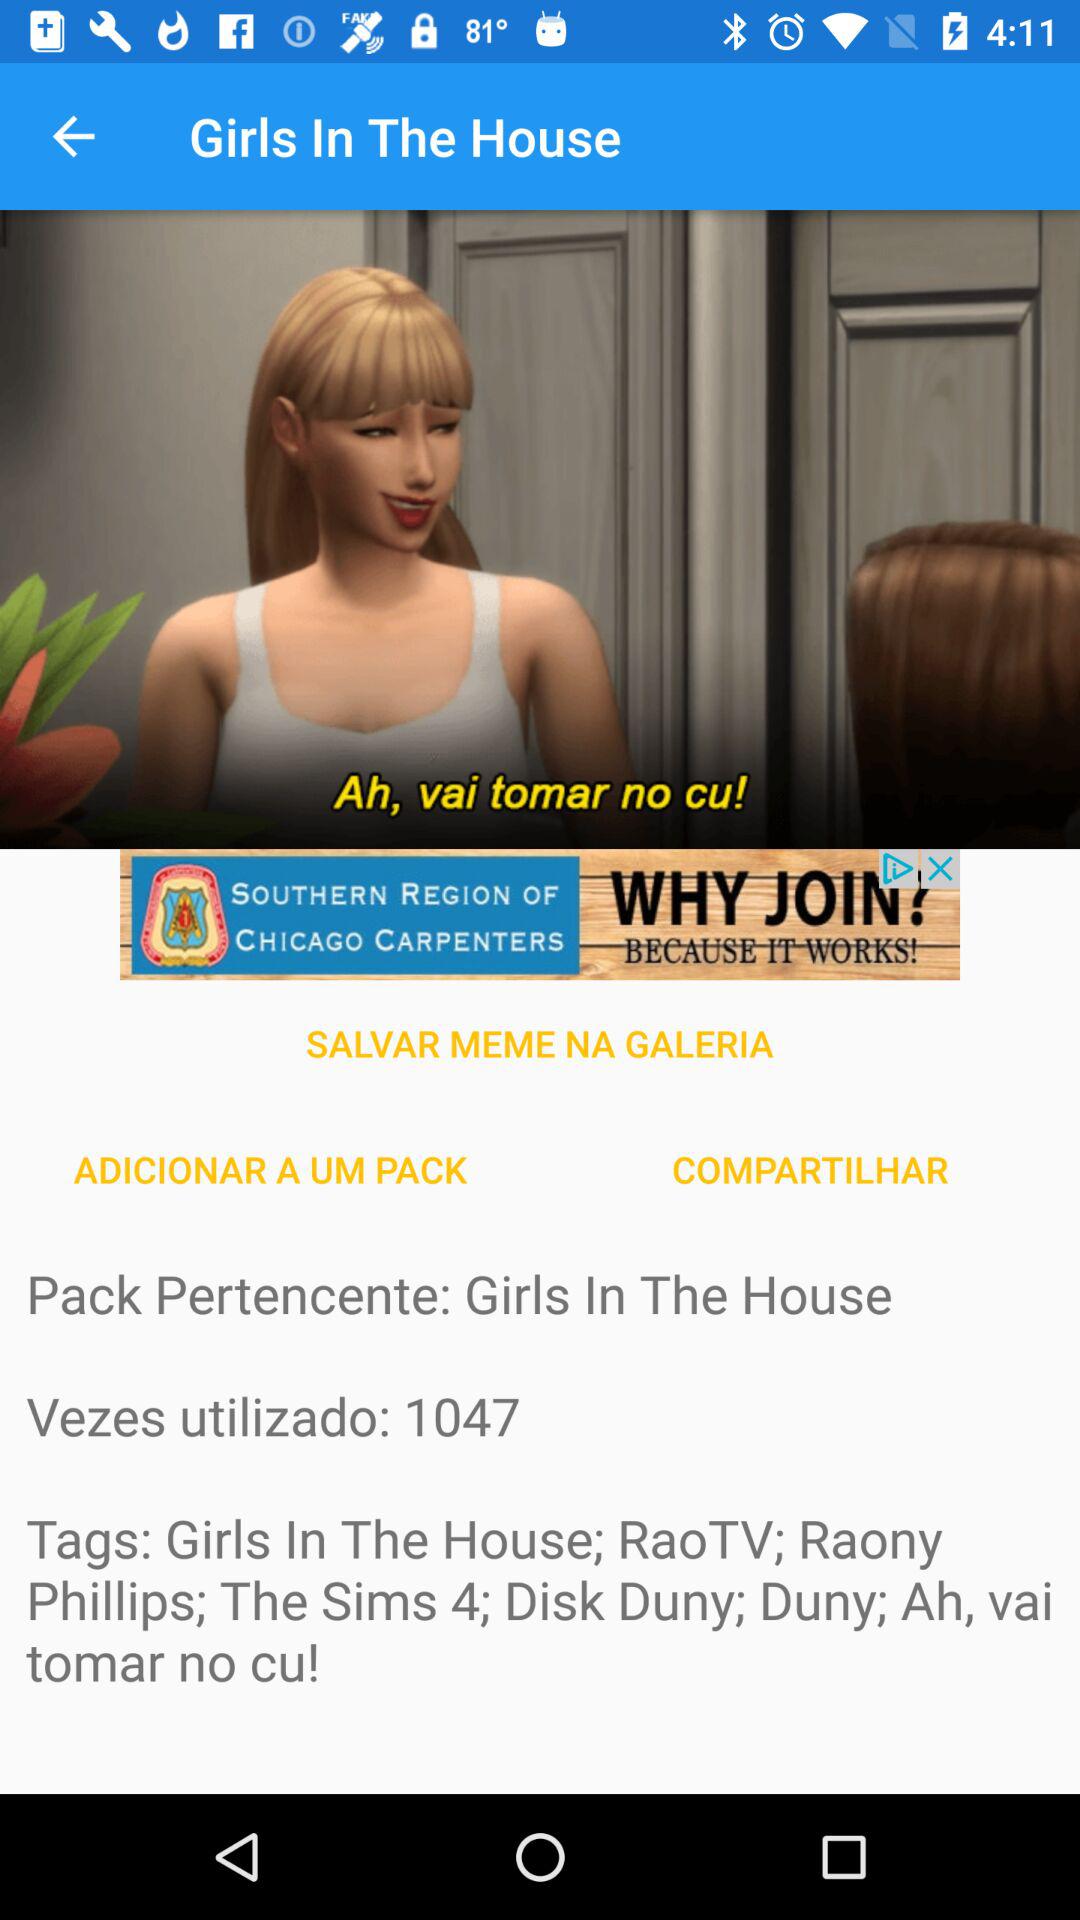 FAKE 81° 4:11
Girls In The House
Ah, vai tomar no cu!
SOUTHERN REGION OF
CHICAGO CARPENTERS
WHY JOIN?
BECAUSE IT WORKS!
SALVAR MEME NA GALERIA
ADICIONAR A UM PACK
COMPARTILHAR
Pack Pertencente: Girls In The House
Vezes utilizado: 1047
Tags: Girls In The House; RaoTV; Raony
Phillips; The Sims 4; Disk Duny; Duny; Ah, vai
tomar no cu!